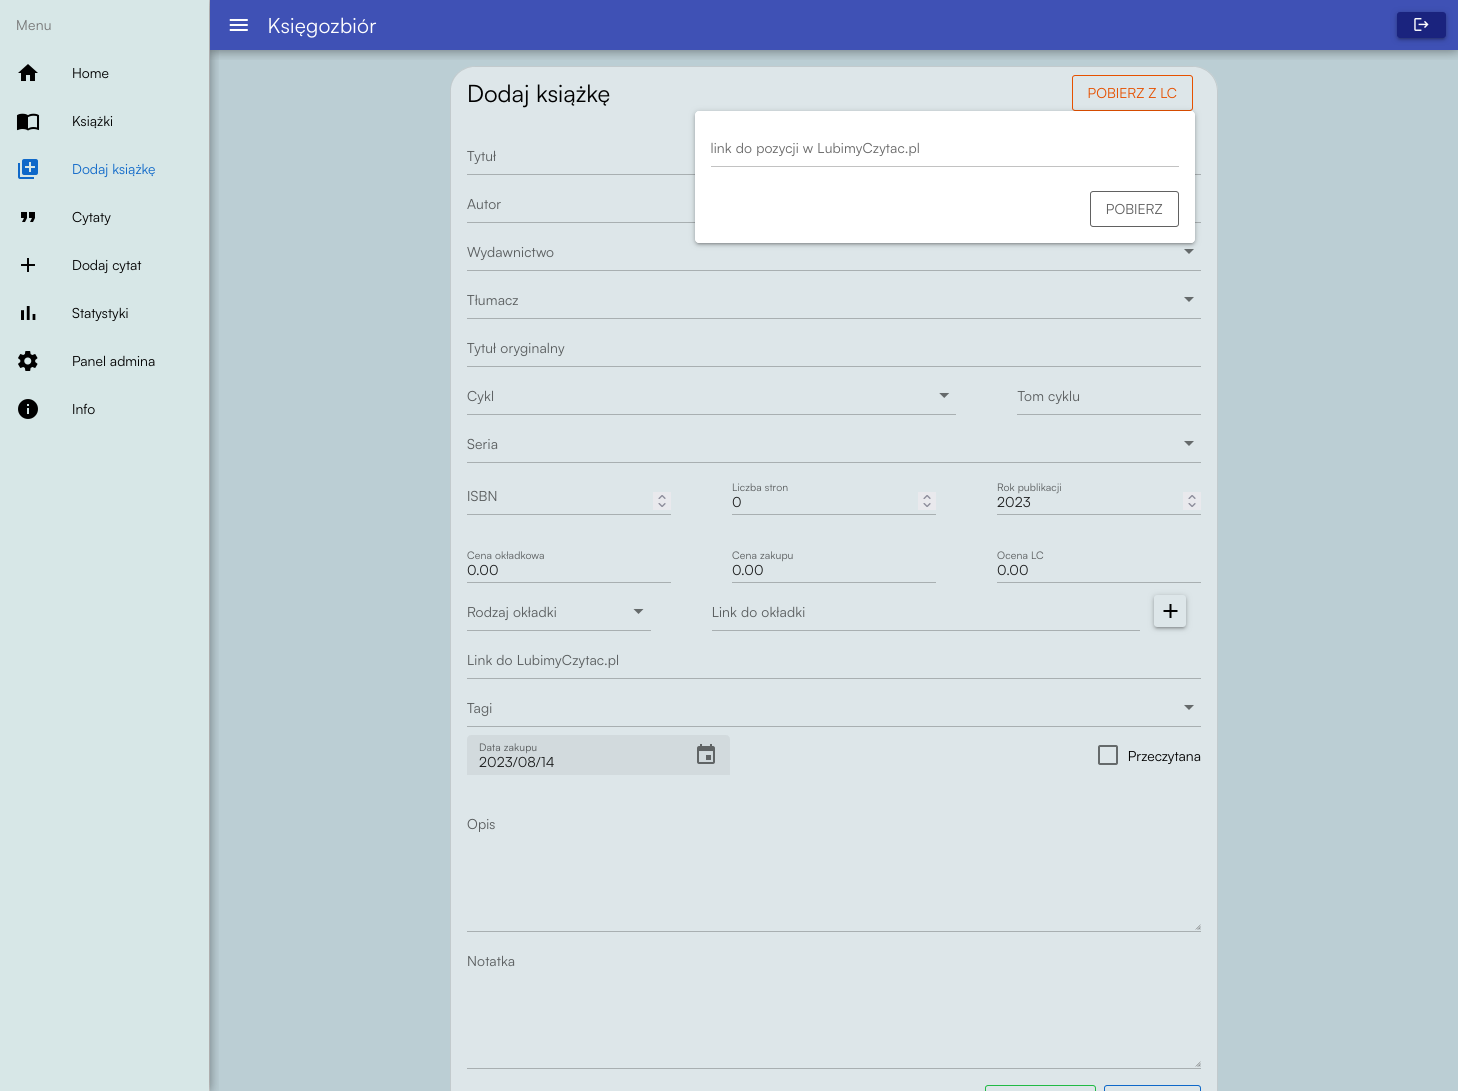 Menu
Home
Książki
Dodaj książkę
Cytaty
Dodaj cytat
Statystyki
Panel admina
Info
Księgozbiór
Dodaj książkę
POBIERZ Z LC
link do pozycji w LubimyCzytac.pl
POBIERZ
Tytuł
Autor
Wydawnictwo
Tłumacz
Tytuł oryginalny
Cykl
Tom cyklu
Seria
ISBN
Liczba stron
0
Rok publikacji
2023
Cena okładkowa
0.00
Cena zakupu
0.00
Ocena LC
0.00
Rodzaj okładki
Link do okładki
Link do LubimyCzytac.pl
Tagi
Data zakupu
2023/08/14
Przeczytana
Opis
Notatka